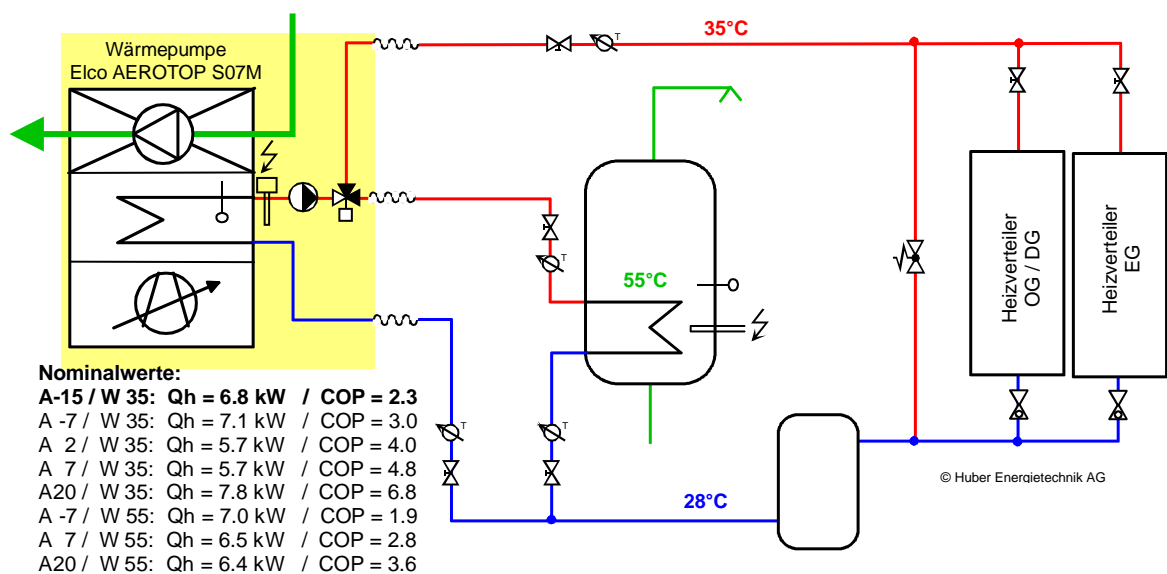 Wärmepumpe
Elco AEROTOP S07M
35°C
T
T
55°C
Heizverteiler
OG / DG
Heizverteiler
EG
Nominalwerte:
A-15 / W 35: Qh = 6.8 kW / COP = 2.3
A -7 / W 35: Qh = 7.1 kW / COP = 3.0
A 2 / W 35: Qh = 5.7 kW / COP = 4.0
A 7 / W 35: Qh = 5.7 kW / COP = 4.8
A20 / W 35: Qh = 7.8 kW / COP = 6.8
A -7 / W 55: Qh = 7.0 kW / COP = 1.9
A 7 / W 55: Qh = 6.5 kW / COP = 2.8
A20 / W 55: Qh = 6.4 kW / COP = 3.6
T
T
28°C
© Huber Energietechnik AG